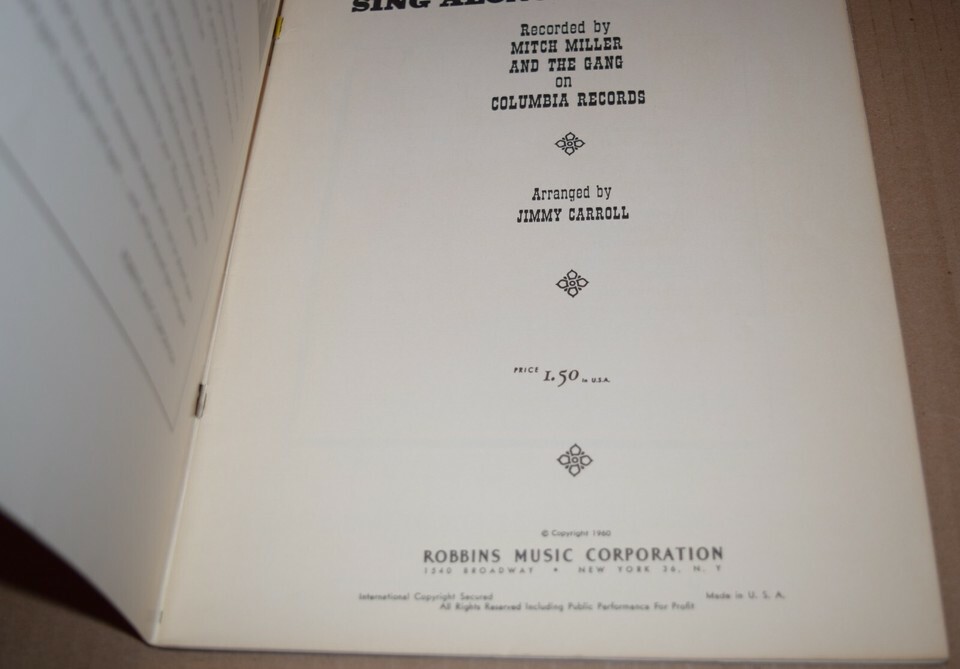 SING ALONG
Recorded by
MITCH MILLER
AND THE GANG
on
COLUMBIA RECORDS
Arranged by
JIMMY CARROLL
PRICE 1.50 in U.S.A.
© Copyright 1960
ROBBINS MUSIC CORPORATION
1540 BROADWAY • NEW YORK 36, N. Y.
International Copyright Secured Made in U. S. A.
All Rights Reserved Including Public Performance For Profit